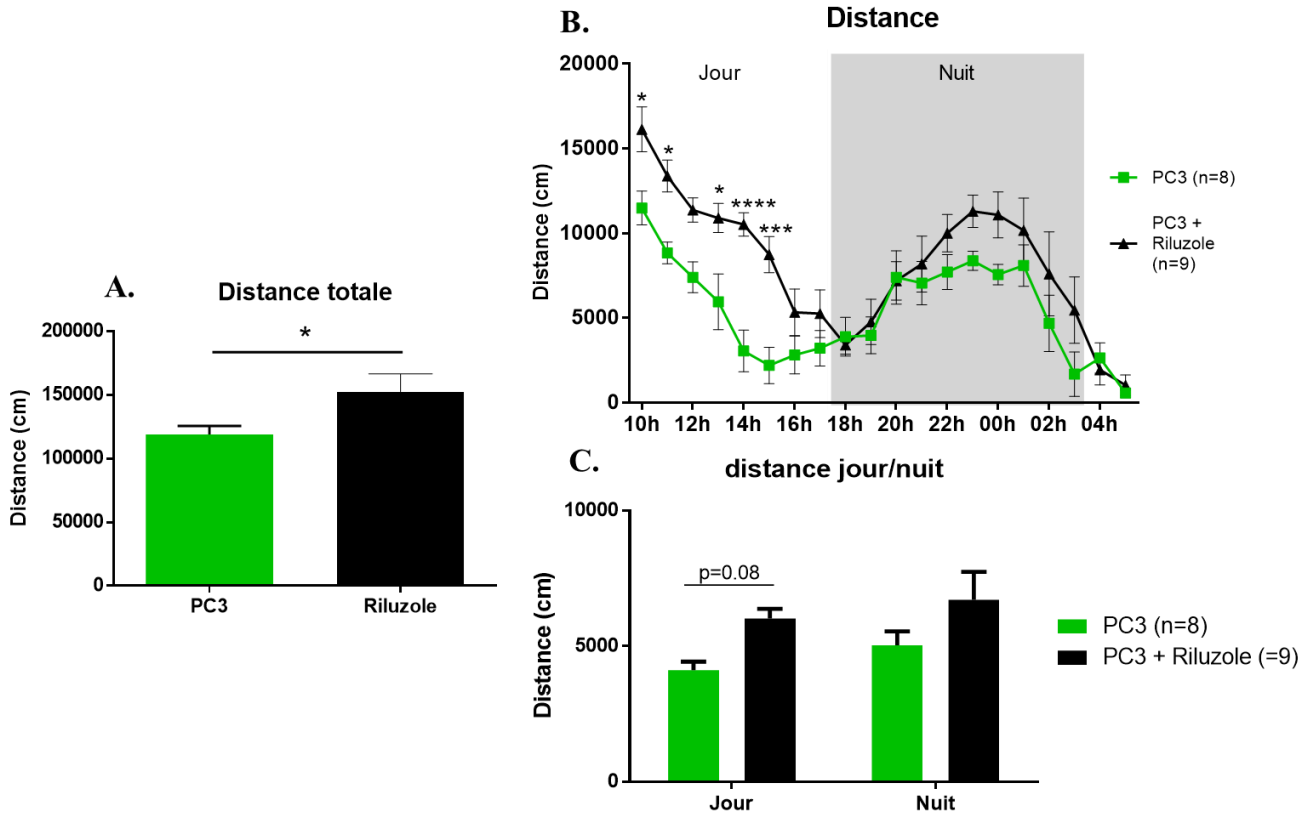 A.
Distance totale
Distance (cm)
200000
150000
100000
50000
0
*
PC3
Riluzole
B.
Distance
Distance (cm)
20000
15000
10000
5000
0
Jour
Nuit
*
*
*
****
***
10h 12h 14h 16h 18h 20h 22h 00h 02h 04h
PC3 (n=8)
PC3 +
Riluzole
(n=9)
C.
distance jour/nuit
Distance (cm)
10000
5000
0
p=0.08
Jour
Nuit
PC3 (n=8)
PC3 + Riluzole (=9)